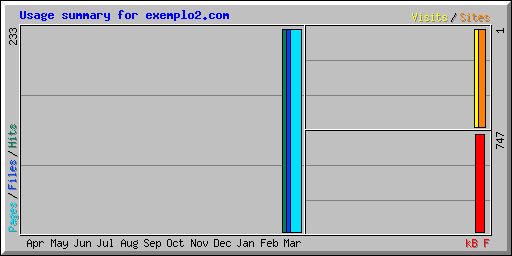 Usage summary for exemplo2.com
Visits / Sites
233
1
Pages / Files / Hits
747
Apr May Jun Jul Aug Sep Oct Nov Dec Jan Feb Mar
kB F